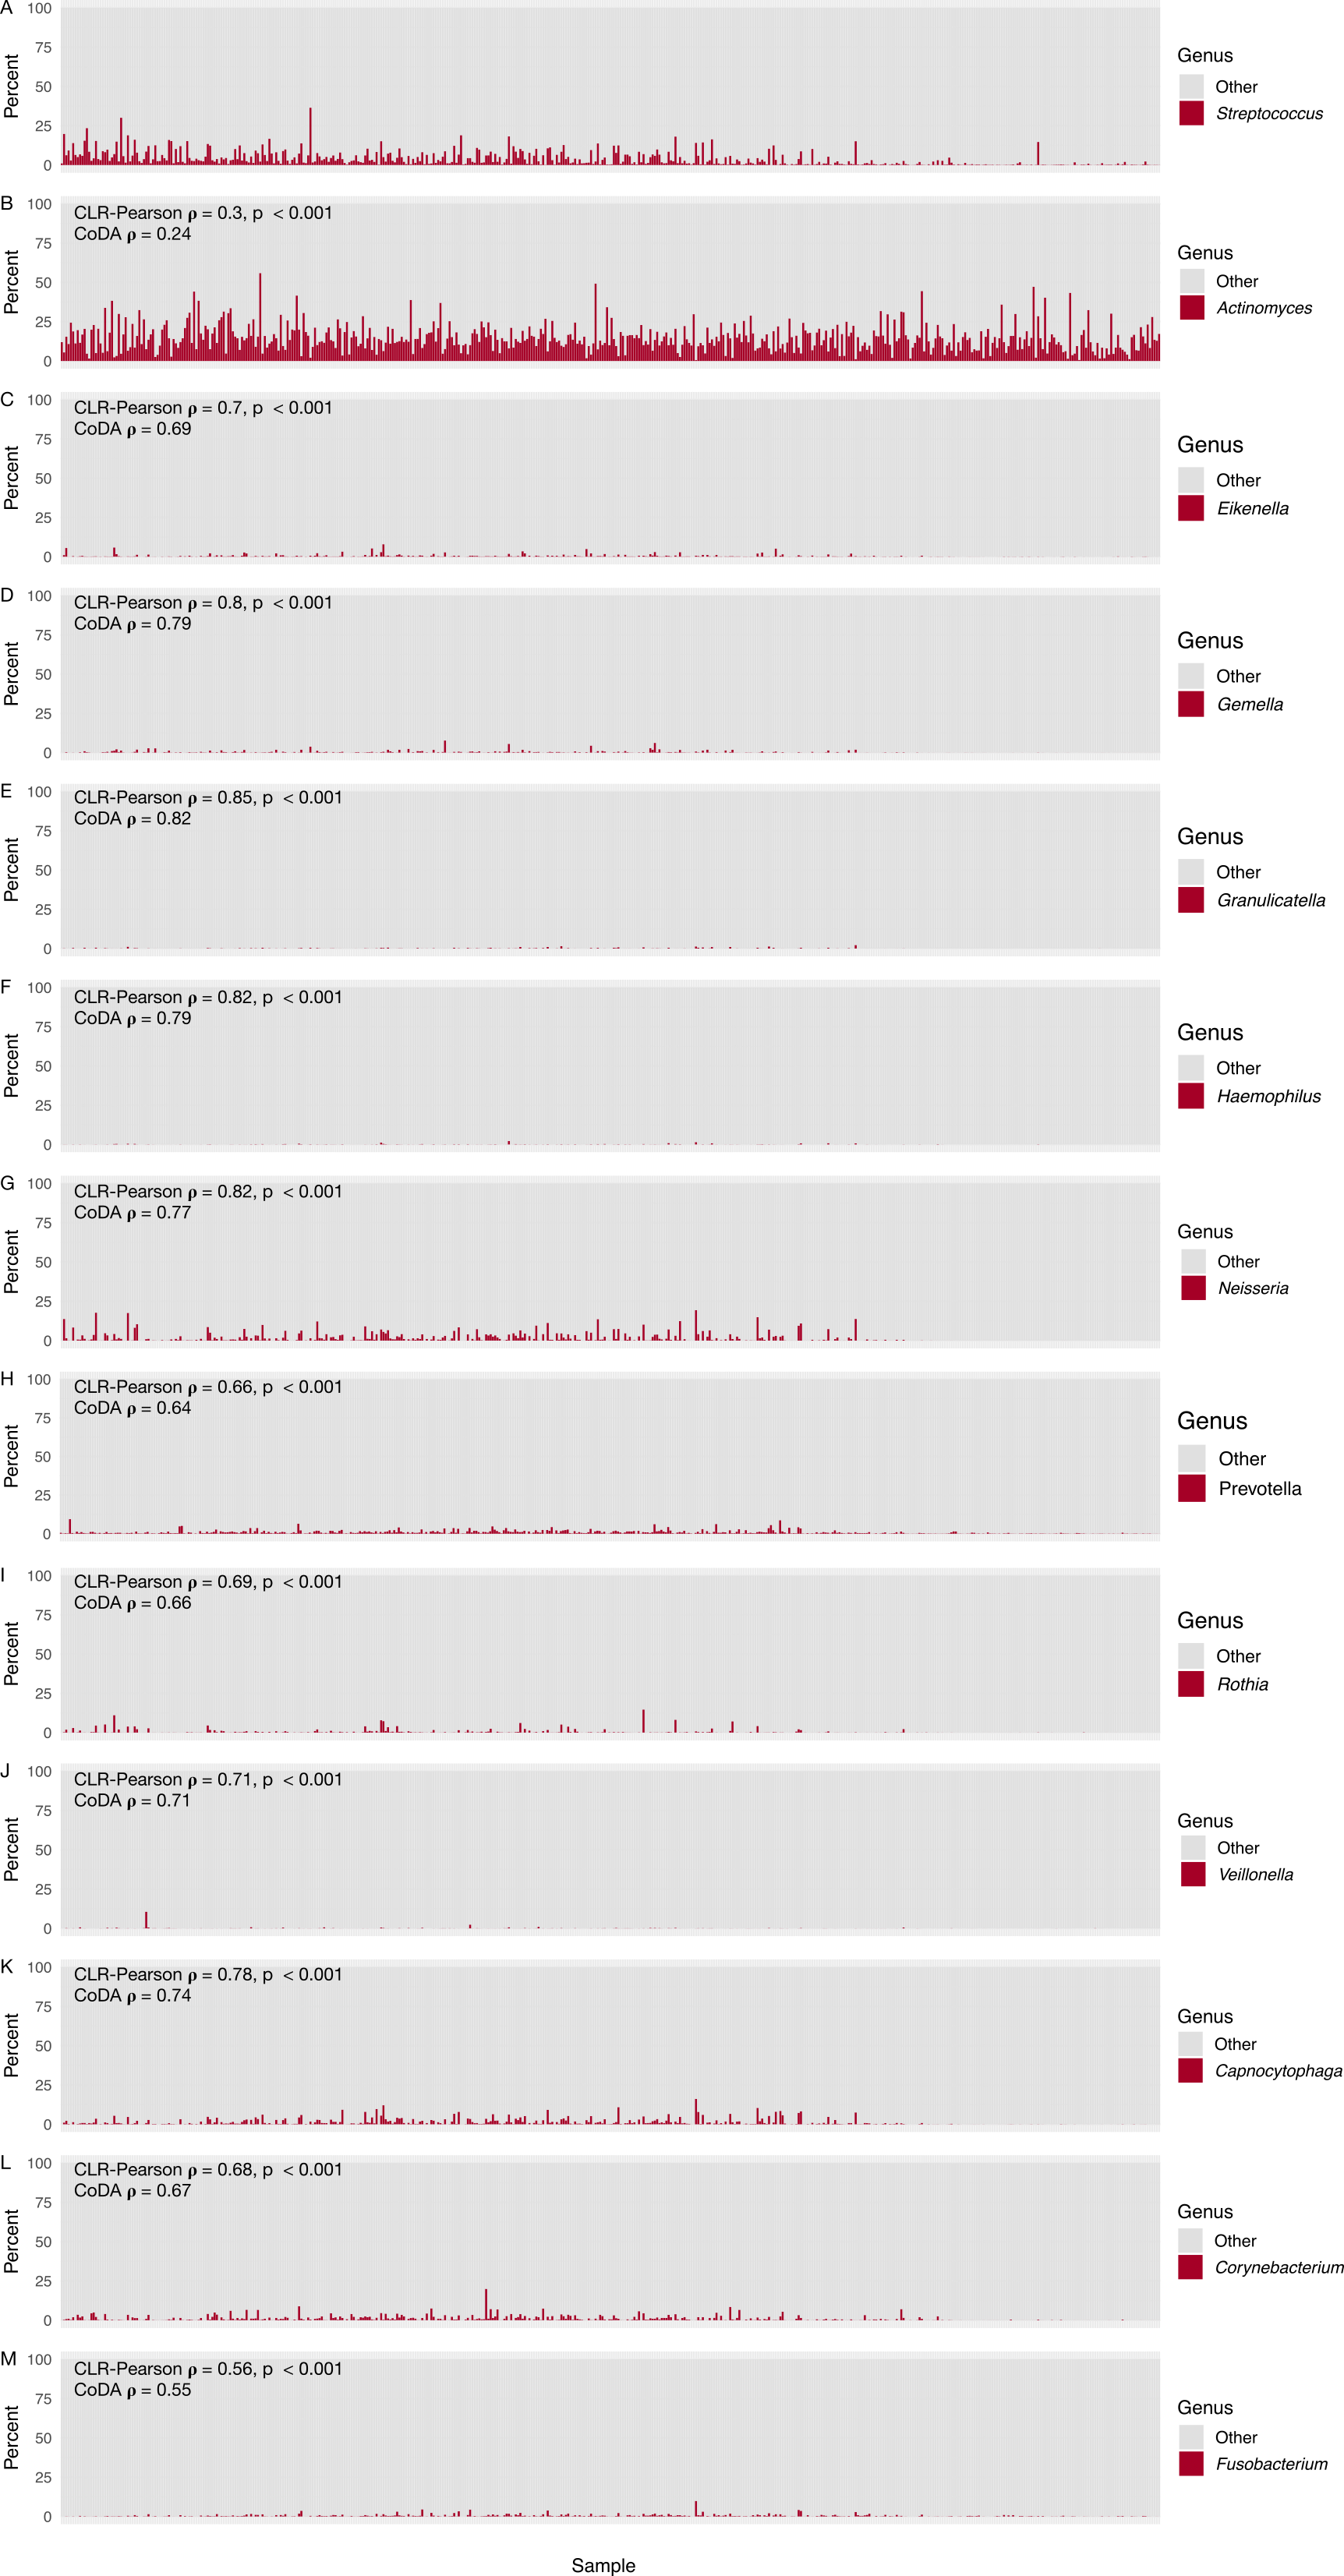 A
100
75
50
25
0
Percent
Genus
Other
Streptococcus
B
100
75
50
25
0
Percent
CLR-Pearson ρ = 0.3, p < 0.001
CoDA ρ = 0.24
Genus
Other
Actinomyces
C
100
75
50
25
0
Percent
CLR-Pearson ρ = 0.7, p < 0.001
CoDA ρ = 0.69
Genus
Other
Eikenella
D
100
75
50
25
0
Percent
CLR-Pearson ρ = 0.8, p < 0.001
CoDA ρ = 0.79
Genus
Other
Gemella
E
100
75
50
25
0
Percent
CLR-Pearson ρ = 0.85, p < 0.001
CoDA ρ = 0.82
Genus
Other
Granulicatella
F
100
75
50
25
0
Percent
CLR-Pearson ρ = 0.82, p < 0.001
CoDA ρ = 0.79
Genus
Other
Haemophilus
G
100
75
50
25
0
Percent
CLR-Pearson ρ = 0.82, p < 0.001
CoDA ρ = 0.77
Genus
Other
Neisseria
H
100
75
50
25
0
Percent
CLR-Pearson ρ = 0.66, p < 0.001
CoDA ρ = 0.64
Genus
Other
Prevotella
I
100
75
50
25
0
Percent
CLR-Pearson ρ = 0.69, p < 0.001
CoDA ρ = 0.66
Genus
Other
Rothia
J
100
75
50
25
0
Percent
CLR-Pearson ρ = 0.71, p < 0.001
CoDA ρ = 0.71
Genus
Other
Veillonella
K
100
75
50
25
0
Percent
CLR-Pearson ρ = 0.78, p < 0.001
CoDA ρ = 0.74
Genus
Other
Capnocytophaga
L
100
75
50
25
0
Percent
CLR-Pearson ρ = 0.68, p < 0.001
CoDA ρ = 0.67
Genus
Other
Corynebacterium
M
100
75
50
25
0
Percent
CLR-Pearson ρ = 0.56, p < 0.001
CoDA ρ = 0.55
Genus
Other
Fusobacterium
Sample